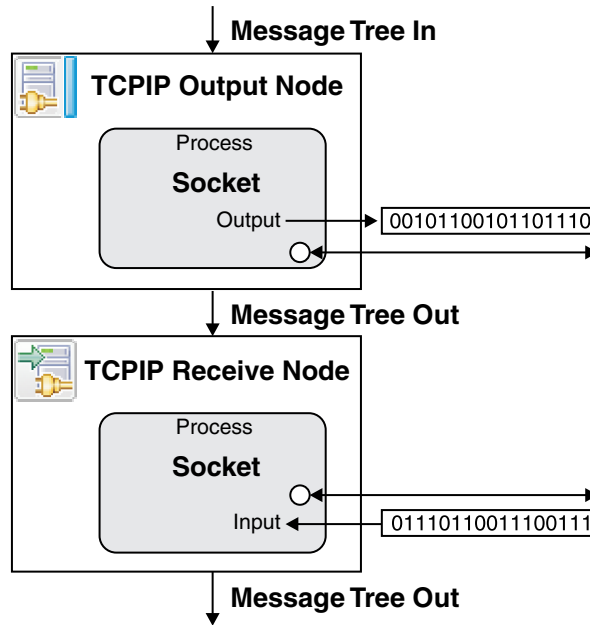 Message Tree In
TCPIP Output Node
Process
Socket
Output
00101100101101110
Message Tree Out
TCPIP Receive Node
Process
Socket
Input
01110110011100111
Message Tree Out